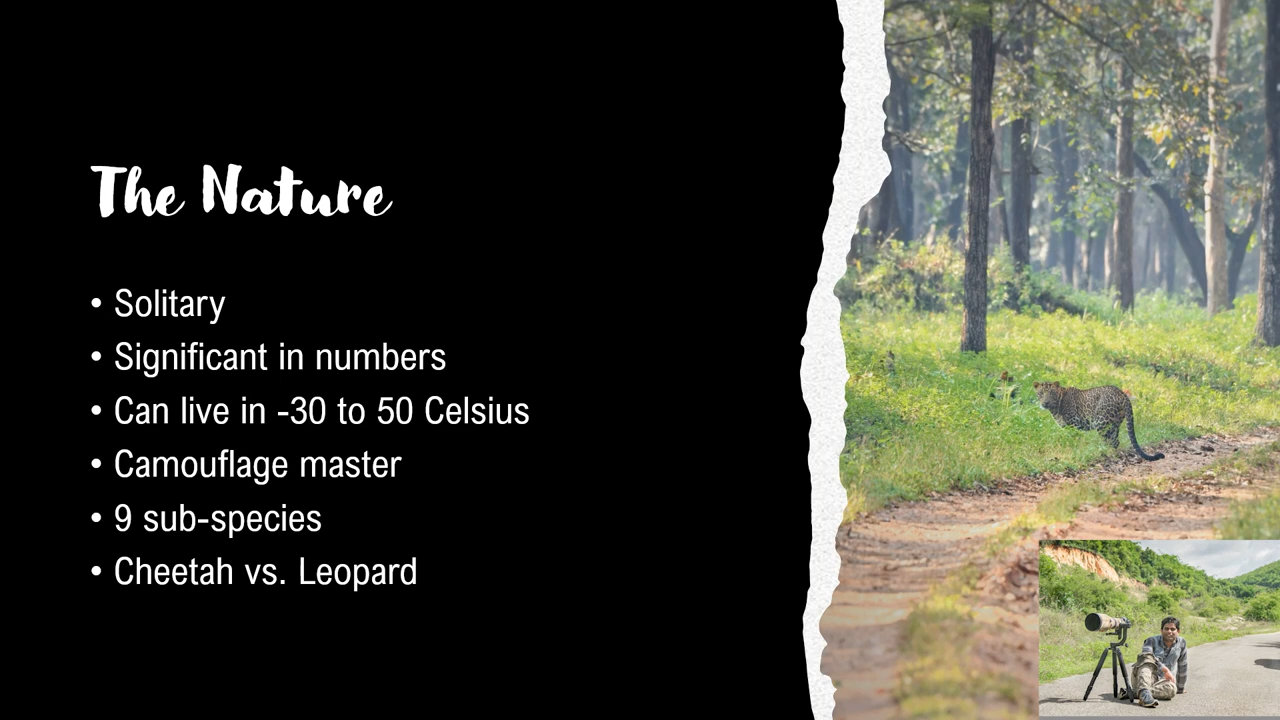 The Nature
• Solitary
• Significant in numbers
• Can live in -30 to 50 Celsius
• Camouflage master
• 9 sub-species
• Cheetah vs. Leopard